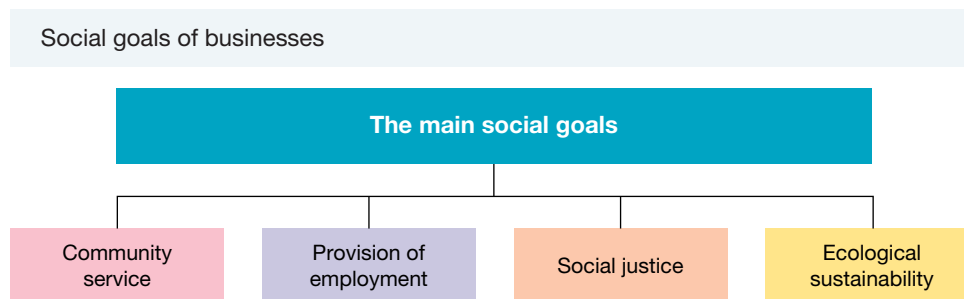 Social goals of businesses
The main social goals
Community
service
Provision of
employment
Social justice
Ecological
sustainability